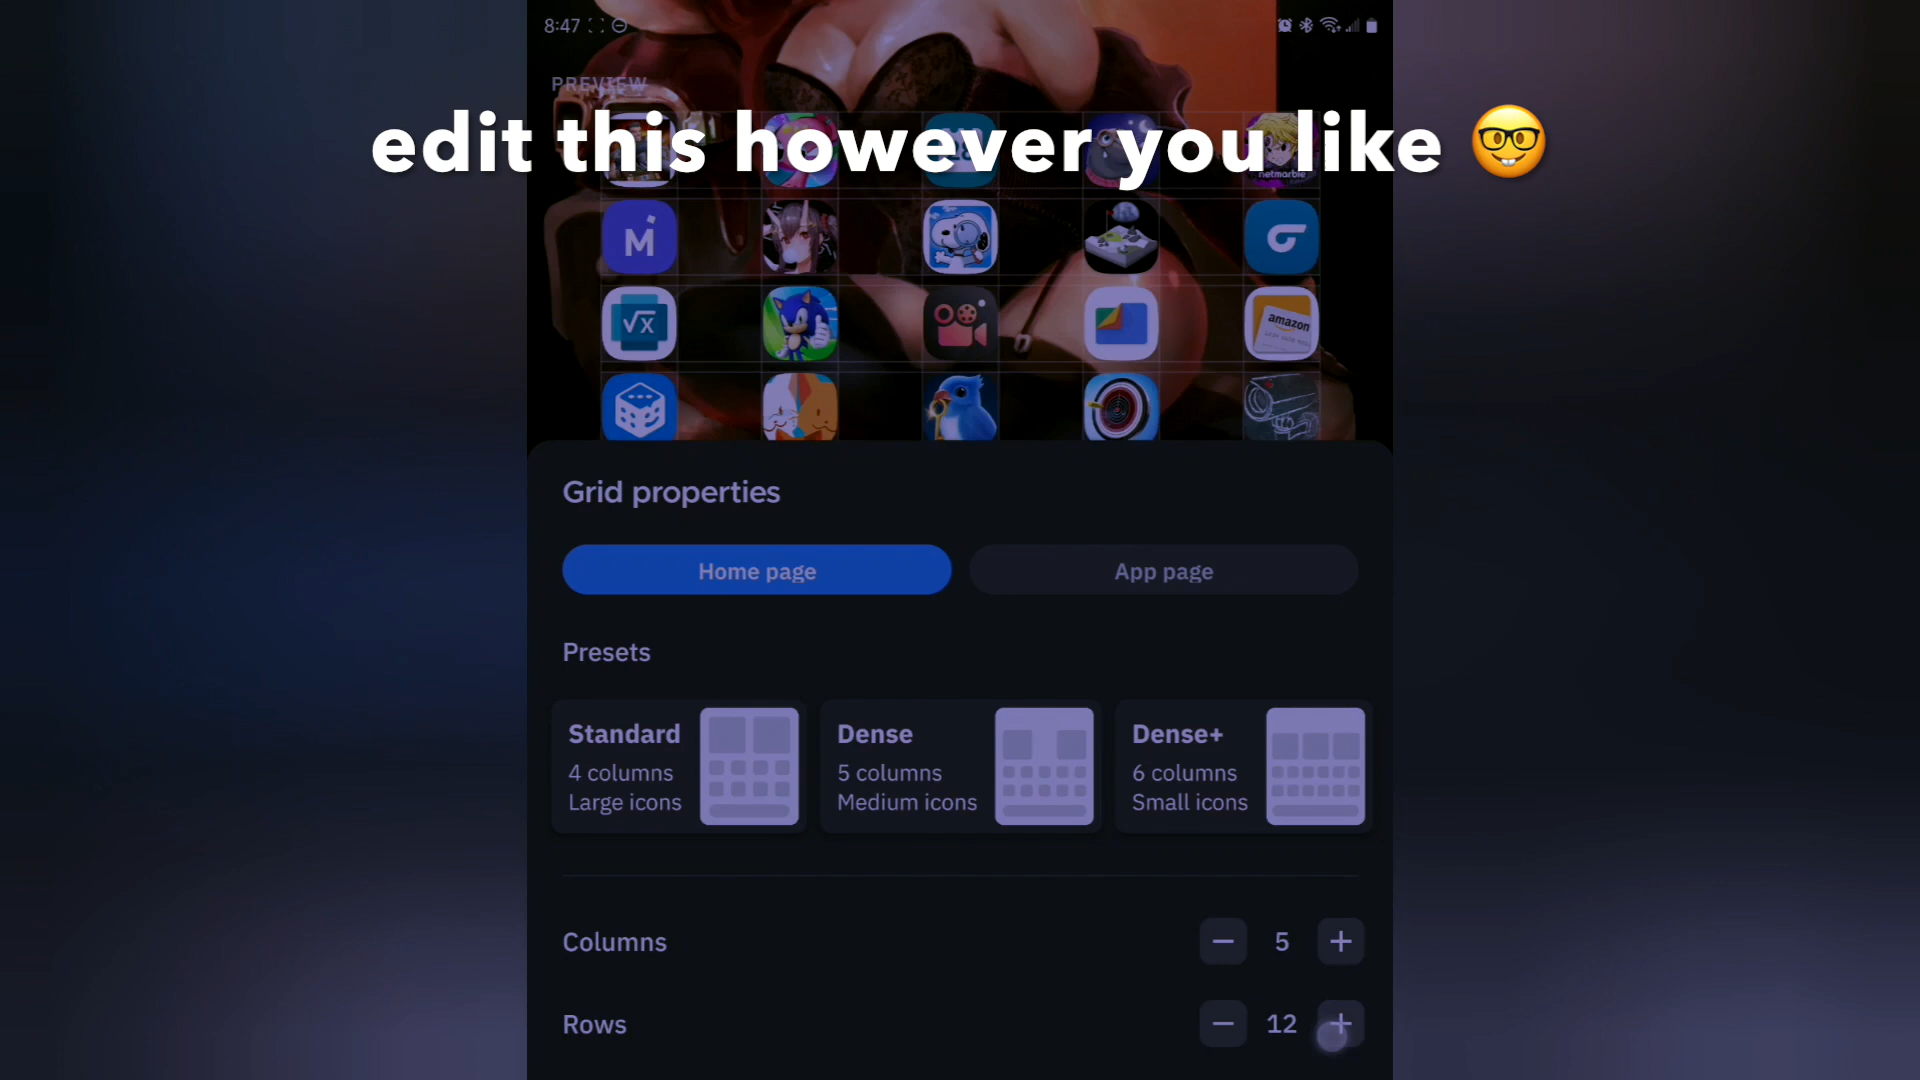 8:47
PREVIEW
edit this however you like 🤓
netmarble
M
√x
amazon
Grid properties
Home page
App page
Presets
Standard
4 columns
Large icons
Dense
5 columns
Medium icons
Dense+
6 columns
Small icons
Columns
5
Rows
12